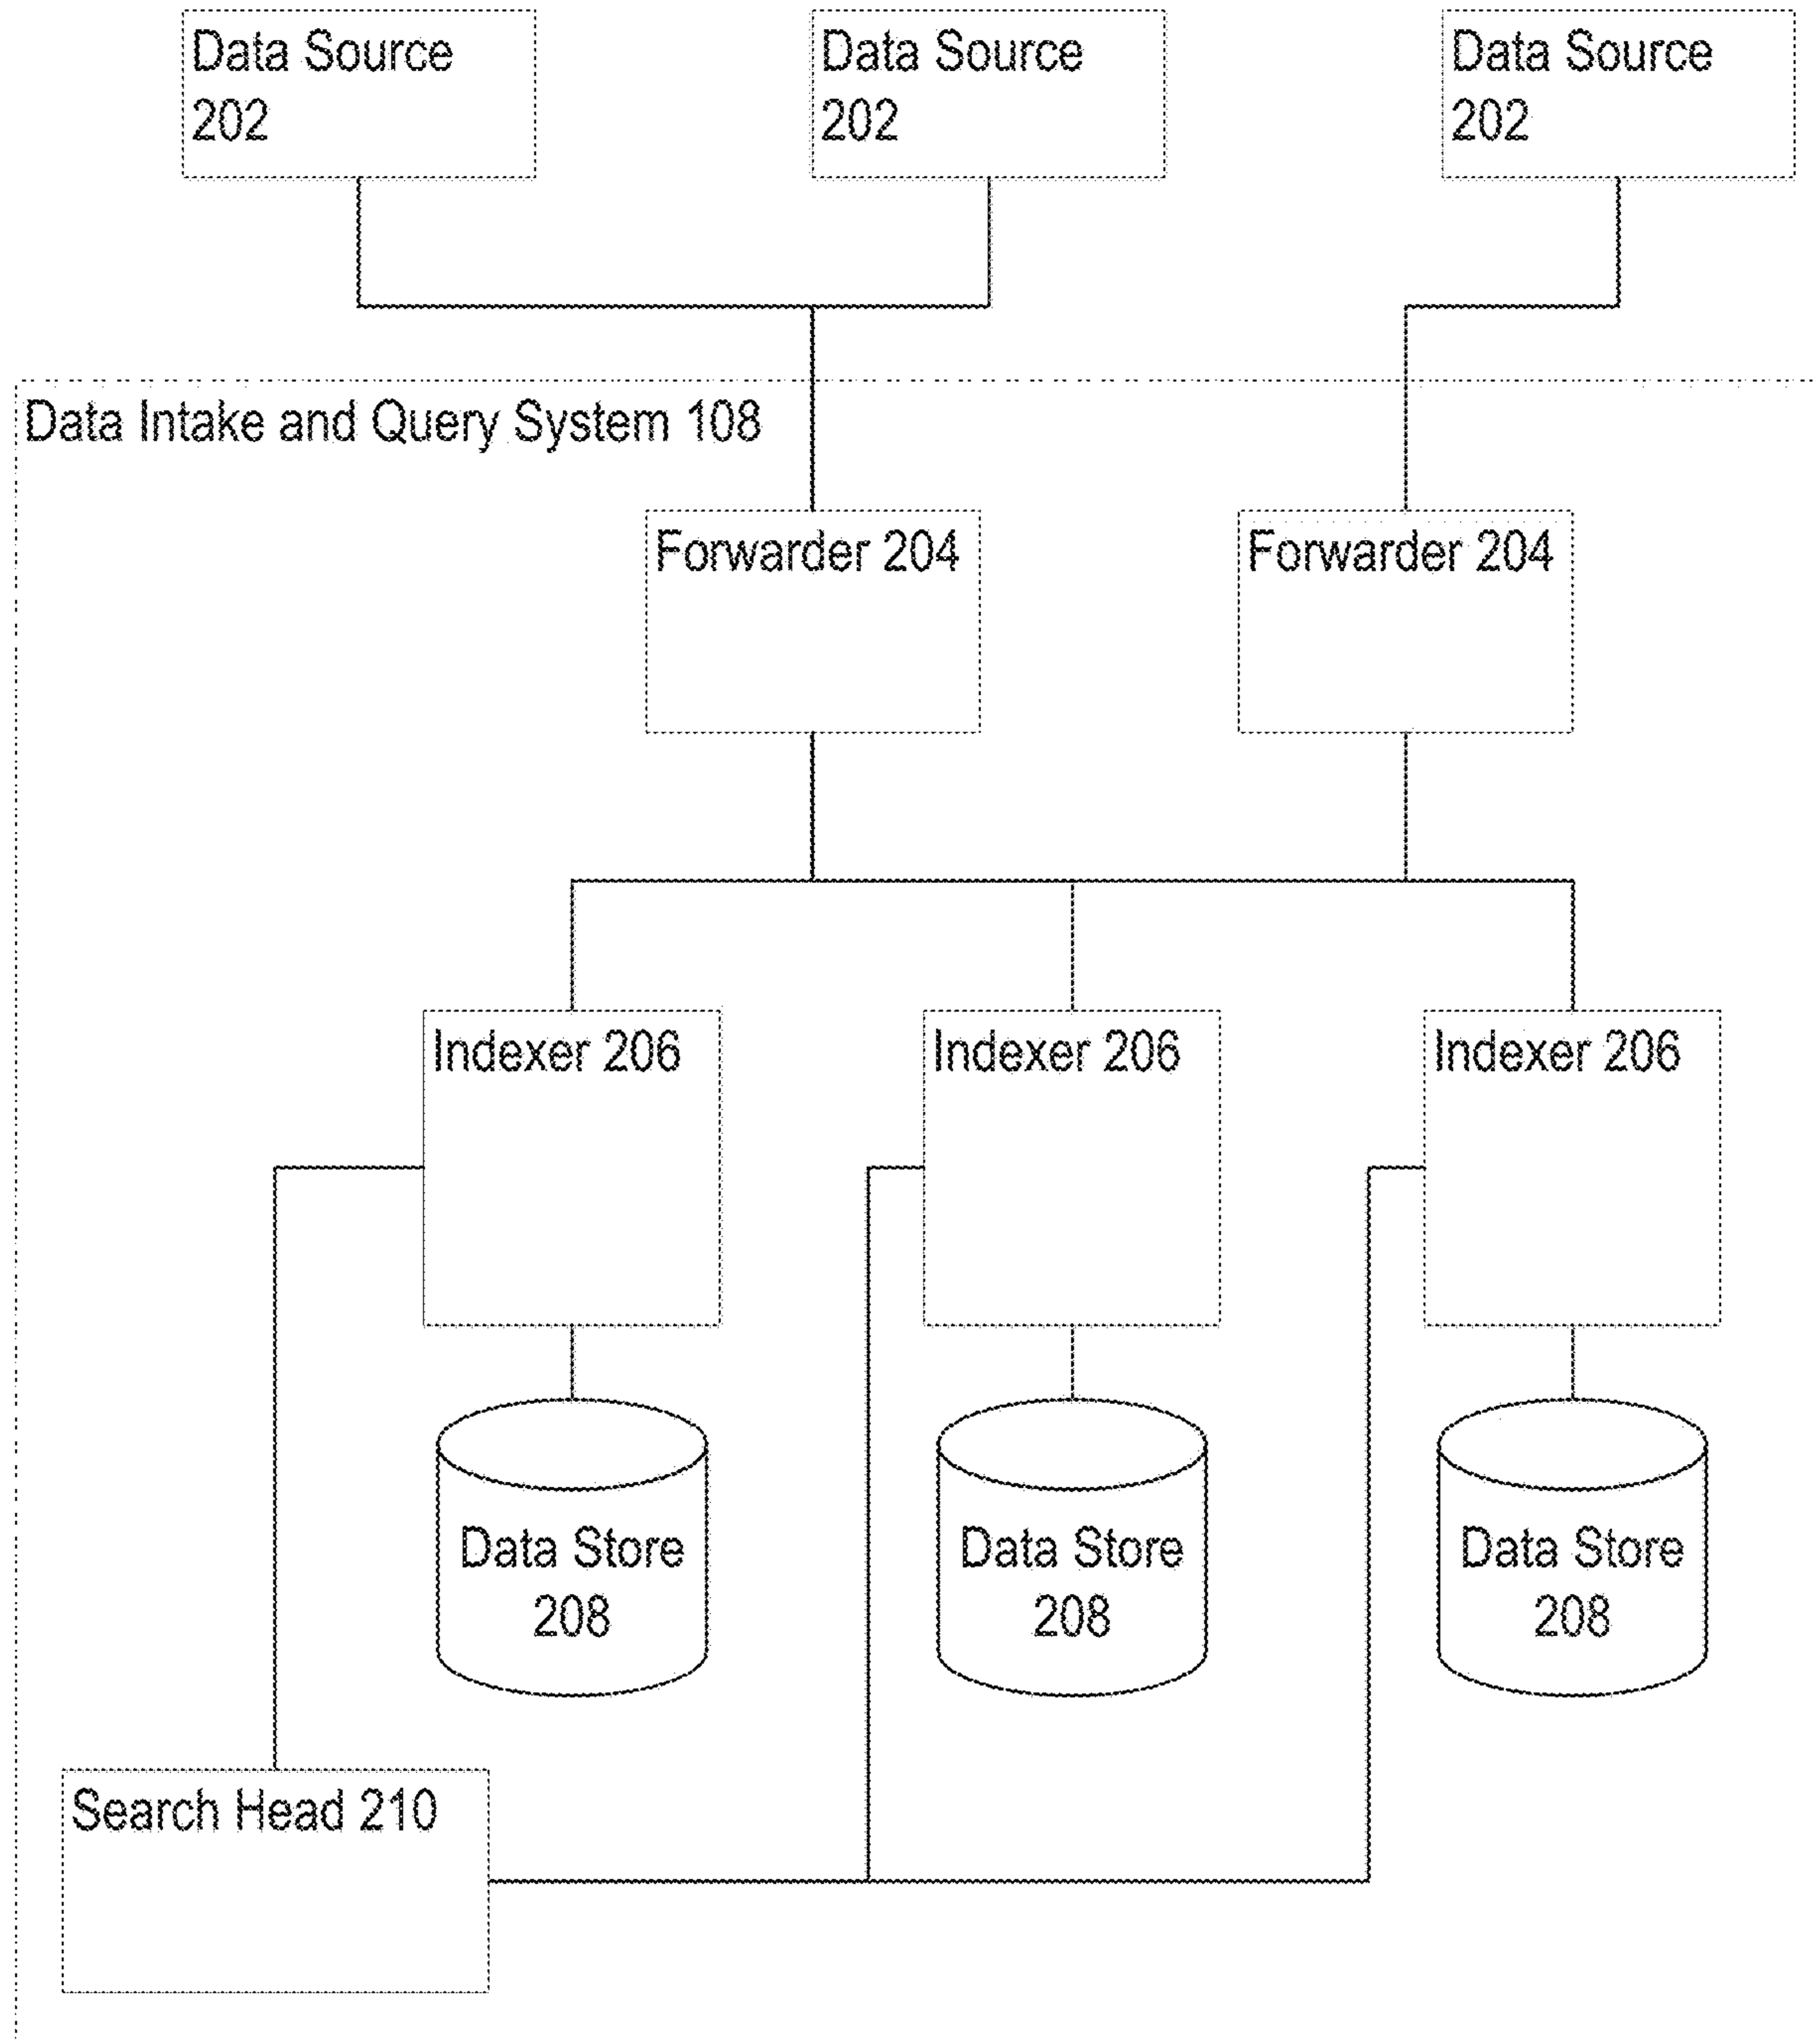 Data Source
202
Data Source
202
Data Source
202
Data Intake and Query System 108
Forwarder 204
Forwarder 204
Indexer 206
Indexer 206
Indexer 206
Data Store
208
Data Store
208
Data Store
208
Search Head 210